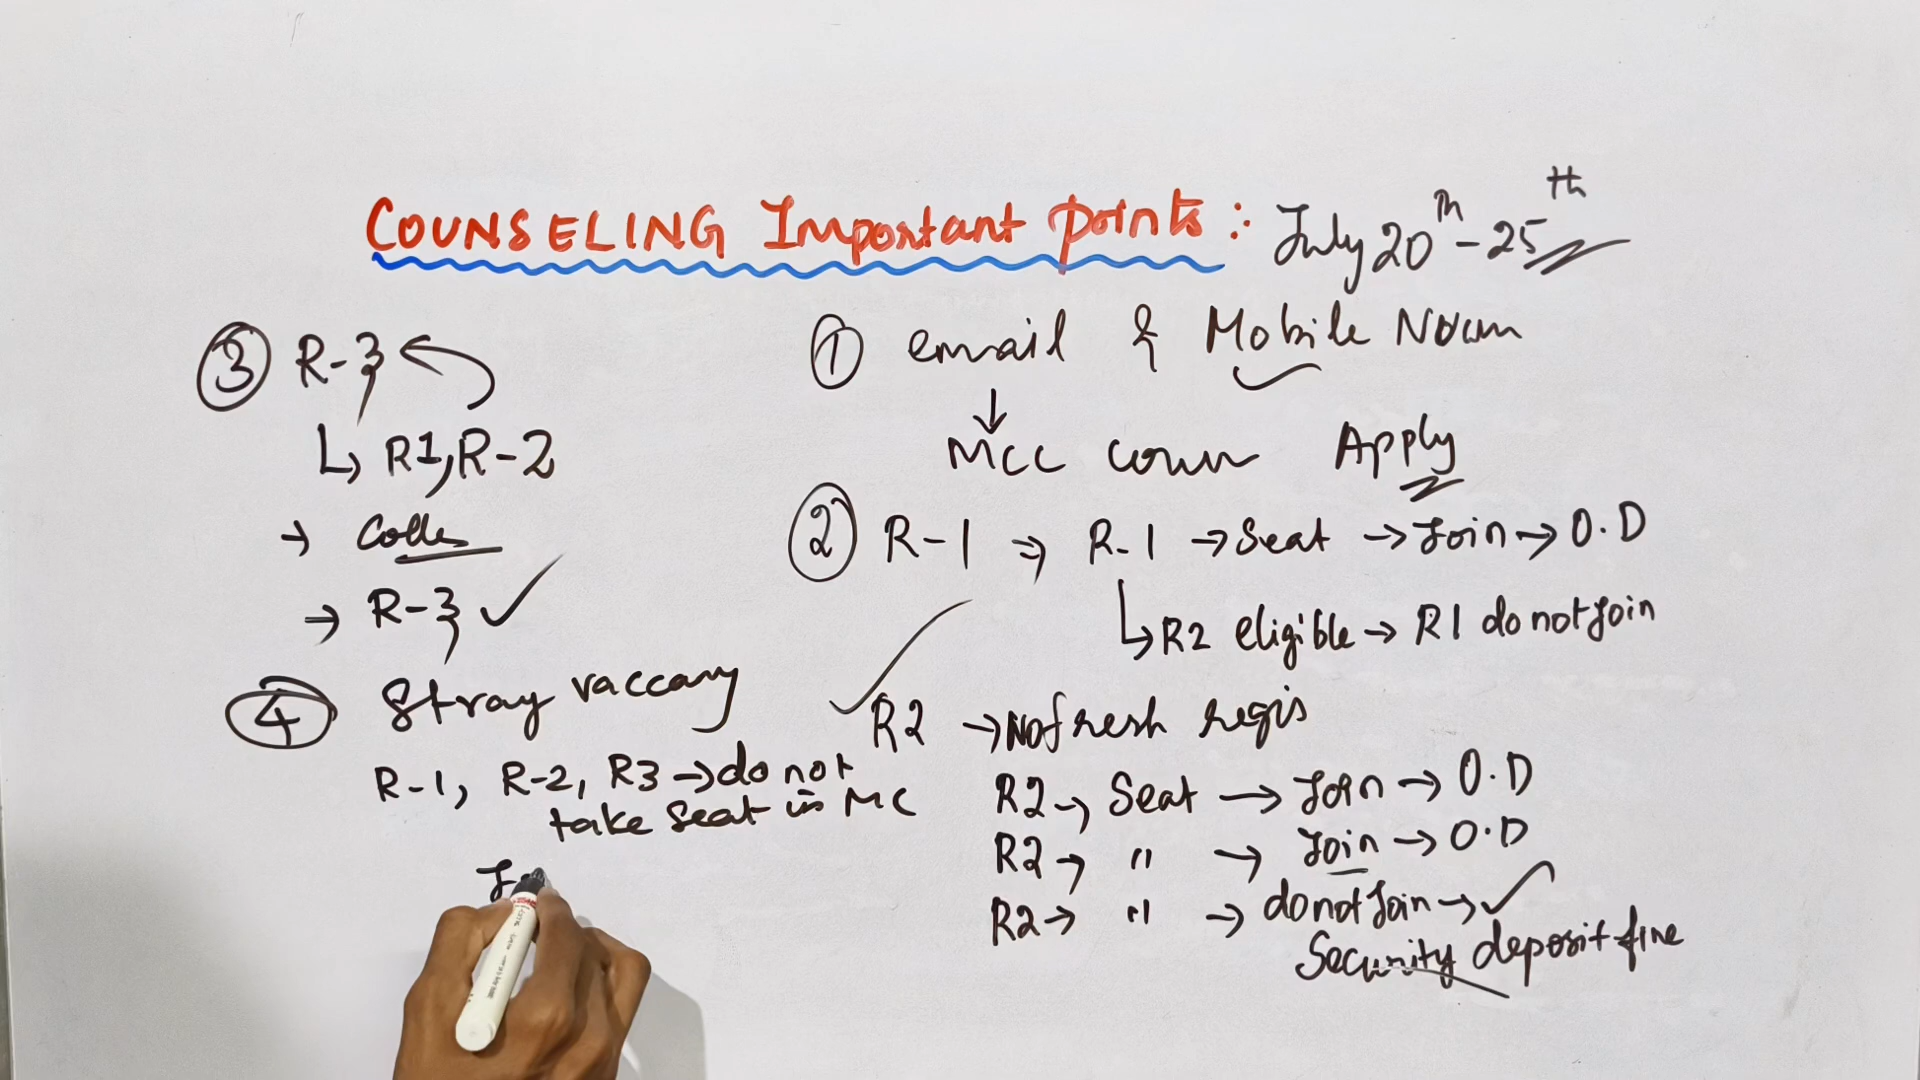 COUNSELING Important points : July 20th - 25th
① email & Mobile Num
↓
MCC coun Apply
② R-1 ⇒ R-1 → Seat → Join → O.D
↳ R2 eligible → R1 do not join
R2 → No fresh regis
R2 → Seat → Join → O.D
R2 → " → Join → O.D
R2 → " → do not Join → ✓
Security deposit fine
③ R-3
↳ R1, R-2
→ Colle
→ R-3 ✓
④ Stray vaccany
R-1, R-2, R3 → do not
take seat in MC